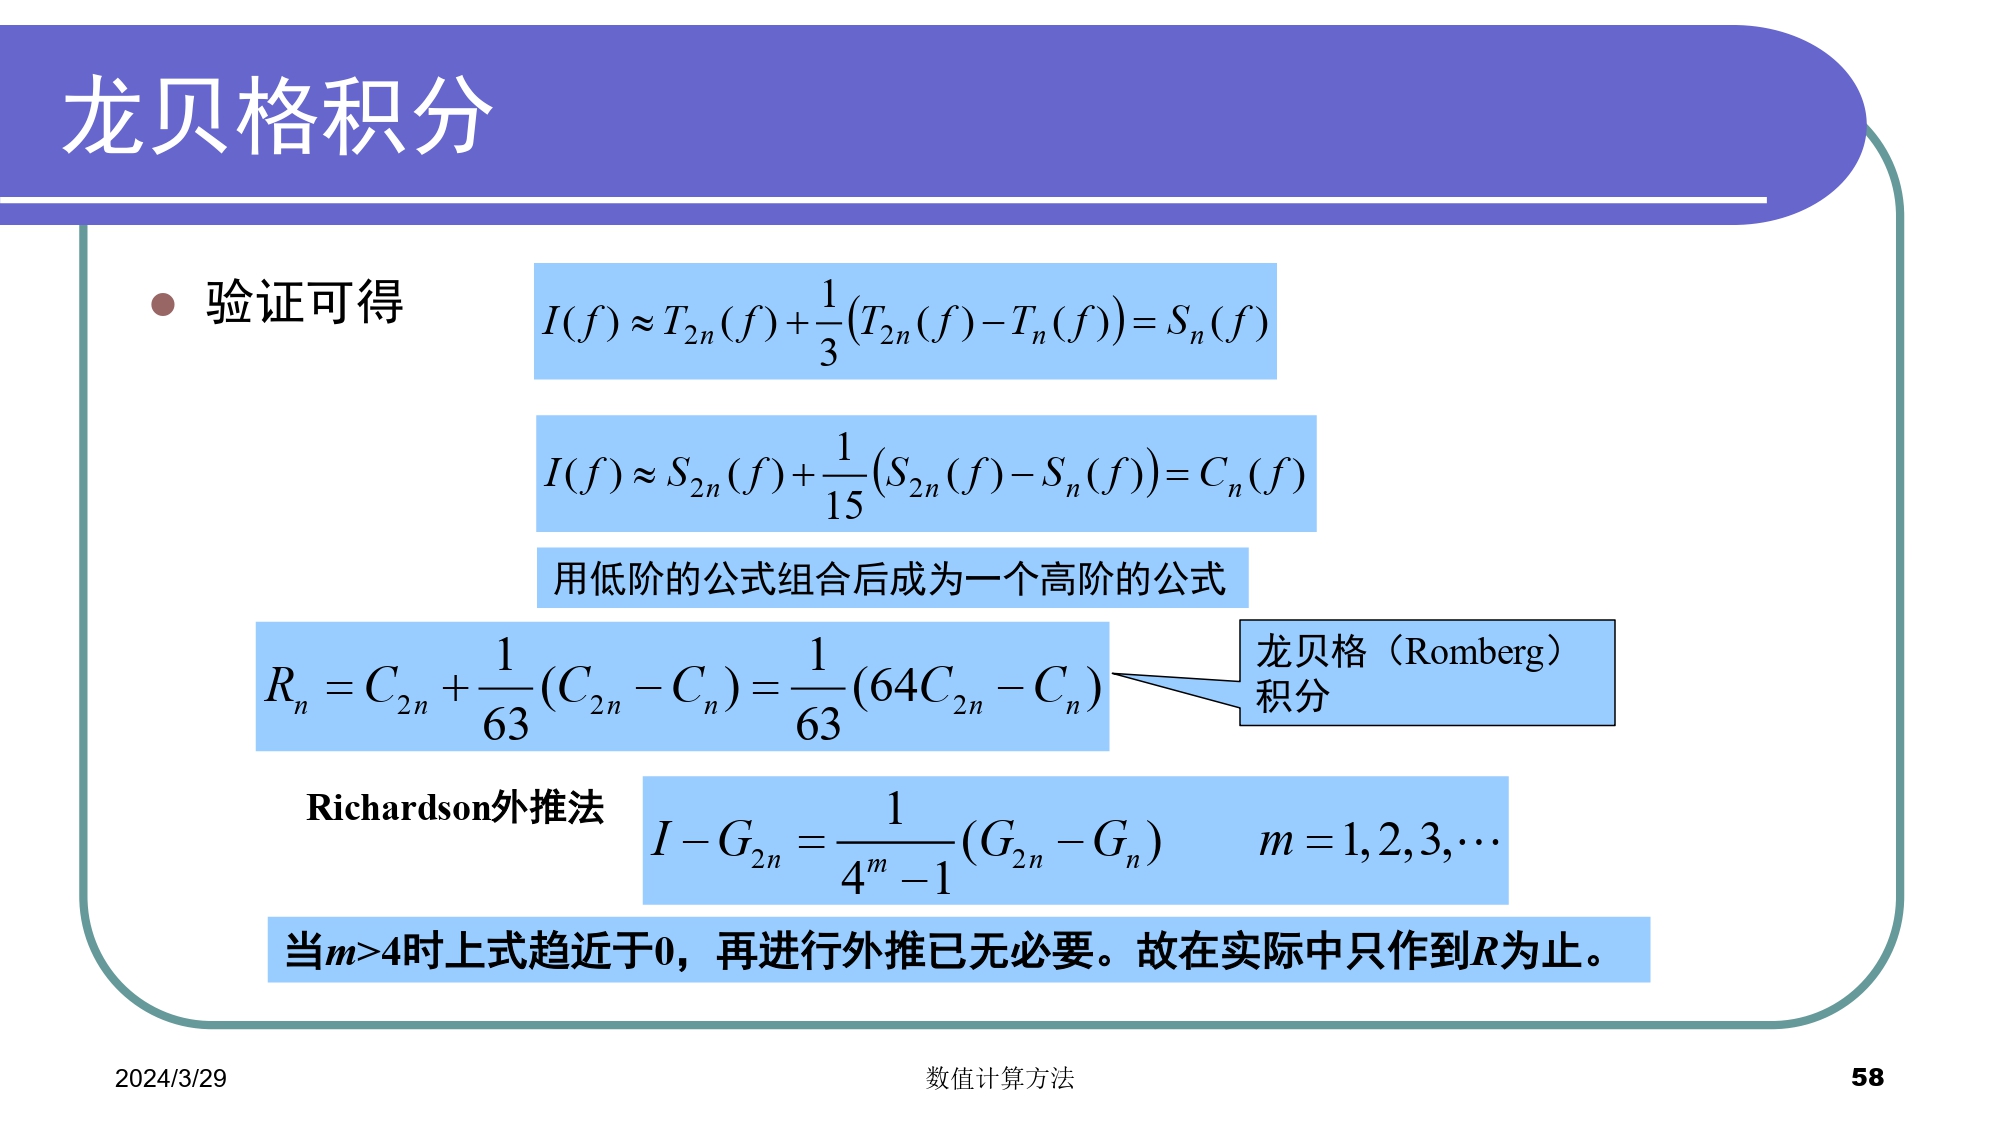 龙贝格积分
验证可得
I(f) ≈ T_{2n}(f) + \frac{1}{3}(T_{2n}(f) − T_n(f)) = S_n(f)
I(f) ≈ S_{2n}(f) + \frac{1}{15}(S_{2n}(f) − S_n(f)) = C_n(f)
用低阶的公式组合后成为一个高阶的公式
R_n = C_{2n} + \frac{1}{63}(C_{2n} − C_n) = \frac{1}{63}(64C_{2n} − C_n)
龙贝格（Romberg）
积分
Richardson外推法
I − G_{2n} = \frac{1}{4^m − 1}(G_{2n} − G_n)  m = 1, 2, 3, ⋯
当m>4时上式趋近于0，再进行外推已无必要。故在实际中只作到R为止。
2024/3/29
数值计算方法
58